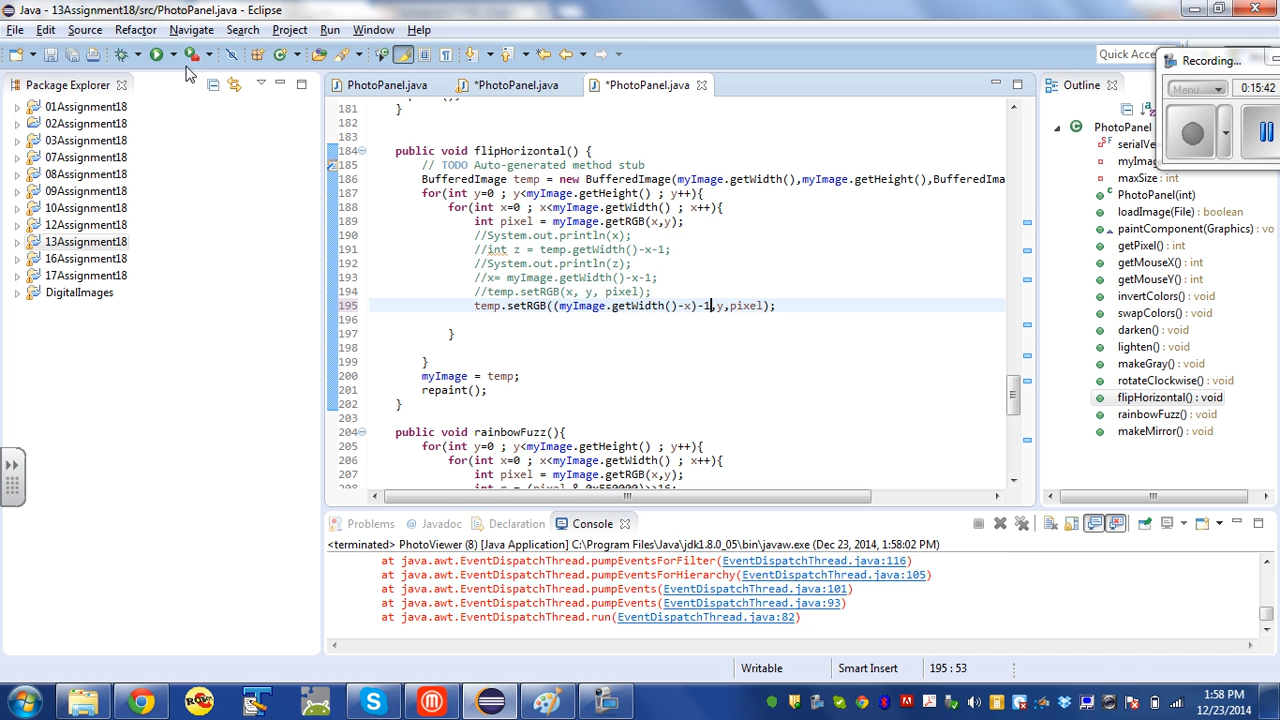 Java - 13Assignment18/src/PhotoPanel.java - Eclipse
File Edit Source Refactor Navigate Search Project Run Window Help
Quick Acce
Recording...
Menu
0:15:42
Package Explorer
PhotoPanel.java
*PhotoPanel.java
*PhotoPanel.java
Outline
01Assignment18
02Assignment18
03Assignment18
07Assignment18
08Assignment18
09Assignment18
10Assignment18
12Assignment18
13Assignment18
16Assignment18
17Assignment18
DigitalImages
181 }
182
183
184 public void flipHorizontal() {
185 // TODO Auto-generated method stub
186 BufferedImage temp = new BufferedImage(myImage.getWidth(),myImage.getHeight(),BufferedIma
187 for(int y=0 ; y<myImage.getHeight() ; y++){
188 for(int x=0 ; x<myImage.getWidth() ; x++){
189 int pixel = myImage.getRGB(x,y);
190 //System.out.println(x);
191 //int z = temp.getWidth()-x-1;
192 //System.out.println(z);
193 //x= myImage.getWidth()-x-1;
194 //temp.setRGB(x, y, pixel);
195 temp.setRGB((myImage.getWidth()-x)-1,y,pixel);
196
197 }
198
199 }
200 myImage = temp;
201 repaint();
202 }
203
204 public void rainbowFuzz(){
205 for(int y=0 ; y<myImage.getHeight() ; y++){
206 for(int x=0 ; x<myImage.getWidth() ; x++){
207 int pixel = myImage.getRGB(x,y);
208 int r = (pixel & 0x550000)>>16;
PhotoPanel
serialVe
myIma
maxSize : int
PhotoPanel(int)
loadImage(File) : boolean
paintComponent(Graphics) : vo
getPixel() : int
getMouseX() : int
getMouseY() : int
invertColors() : void
swapColors() : void
darken() : void
lighten() : void
makeGray() : void
rotateClockwise() : void
flipHorizontal() : void
rainbowFuzz() : void
makeMirror() : void
Problems @ Javadoc Declaration Console
<terminated> PhotoViewer (8) [Java Application] C:\Program Files\Java\jdk1.8.0_05\bin\javaw.exe (Dec 23, 2014, 1:58:02 PM)
at java.awt.EventDispatchThread.pumpEventsForFilter(EventDispatchThread.java:116)
at java.awt.EventDispatchThread.pumpEventsForHierarchy(EventDispatchThread.java:105)
at java.awt.EventDispatchThread.pumpEvents(EventDispatchThread.java:101)
at java.awt.EventDispatchThread.pumpEvents(EventDispatchThread.java:93)
at java.awt.EventDispatchThread.run(EventDispatchThread.java:82)
Writable Smart Insert 195 : 53
1:58 PM
12/23/2014